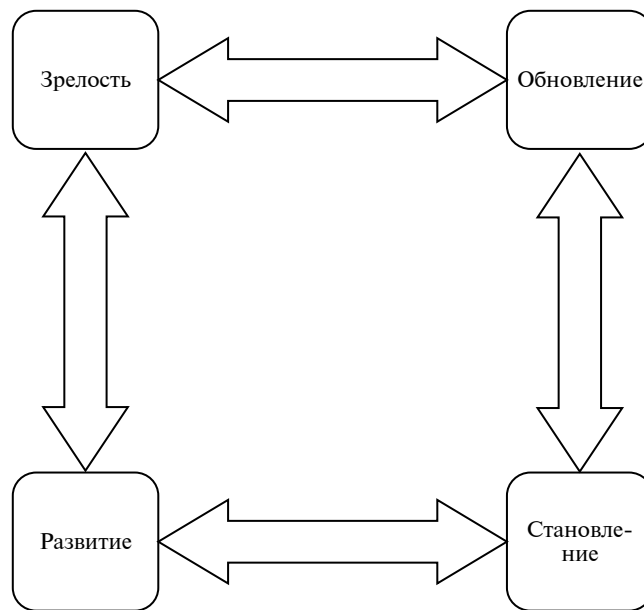 Зрелость
Обновление
Развитие
Становле-
ние